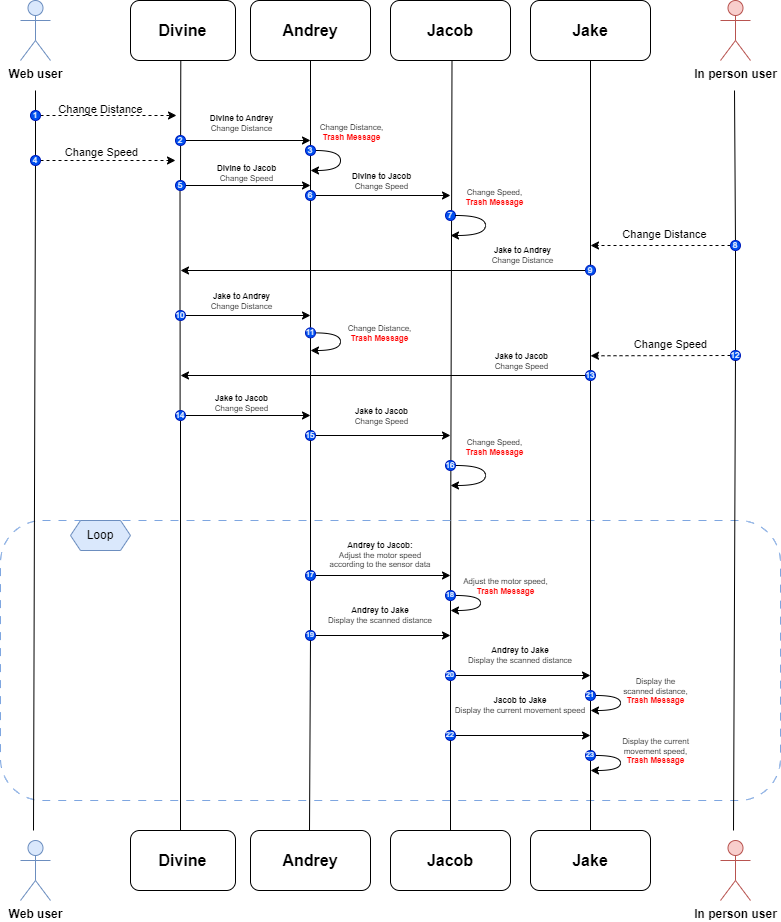 Divine
Andrey
Jacob
Jake
Web user
In person user
1
Change Distance
Divine to Andrey
Change Distance
2
Change Distance,
Trash Message
3
4
Change Speed
Divine to Jacob
Change Speed
5
Divine to Jacob
Change Speed
6
Change Speed,
Trash Message
7
Change Distance
8
Jake to Andrey
Change Distance
9
Jake to Andrey
Change Distance
10
Change Distance,
Trash Message
11
Change Speed
12
Jake to Jacob
Change Speed
13
Jake to Jacob
Change Speed
14
Jake to Jacob
Change Speed
15
Change Speed,
Trash Message
16
Loop
Andrey to Jacob:
Adjust the motor speed
according to the sensor data
17
Adjust the motor speed,
Trash Message
18
Andrey to Jake
Display the scanned distance
19
Andrey to Jake
Display the scanned distance
20
Display the
scanned distance,
Trash Message
21
Jacob to Jake
Display the current movement speed
22
Display the current
movement speed,
Trash Message
23
Divine
Andrey
Jacob
Jake
Web user
In person user